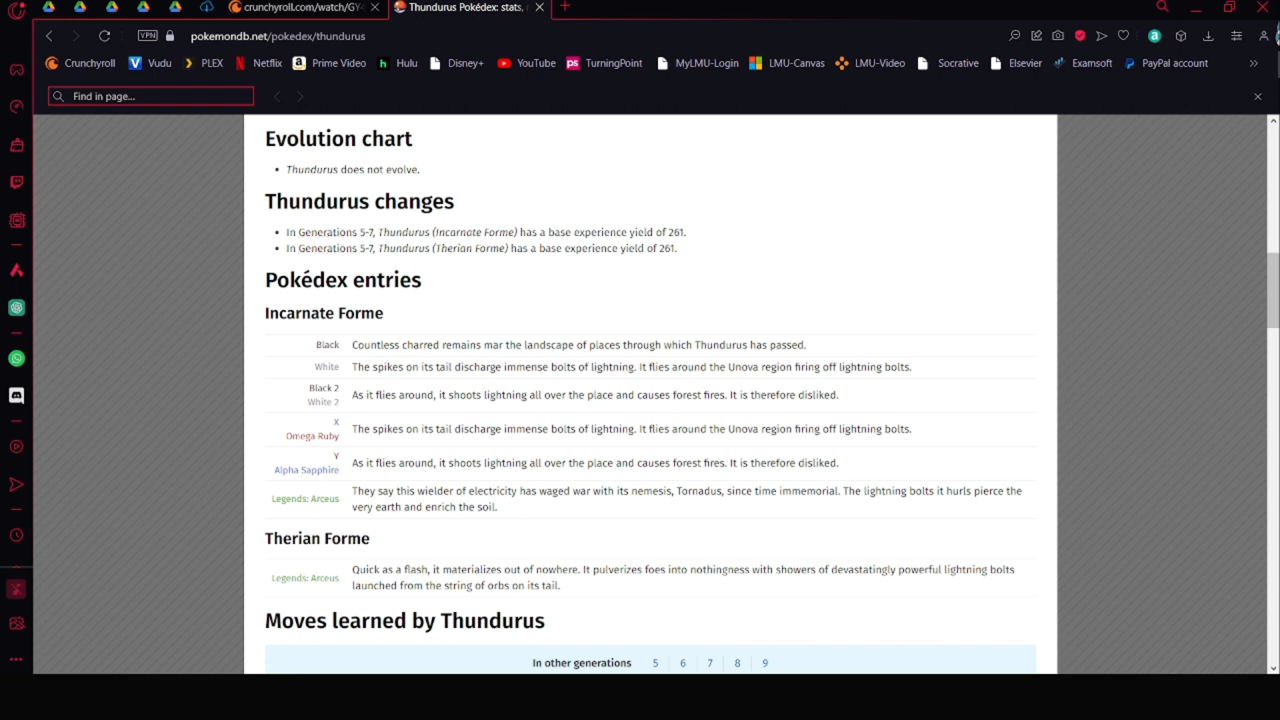 crunchyroll.com/watch/GY
Thundurus Pokédex: stats,
VPN
pokemondb.net/pokedex/thundurus
Crunchyroll Vudu PLEX Netflix Prime Video Hulu Disney+ YouTube TurningPoint MyLMU-Login LMU-Canvas LMU-Video Socrative Elsevier Examsoft PayPal account
Find in page...
Evolution chart
Thundurus does not evolve.
Thundurus changes
In Generations 5-7, Thundurus (Incarnate Forme) has a base experience yield of 261.
In Generations 5-7, Thundurus (Therian Forme) has a base experience yield of 261.
Pokédex entries
Incarnate Forme
Black Countless charred remains mar the landscape of places through which Thundurus has passed.
White The spikes on its tail discharge immense bolts of lightning. It flies around the Unova region firing off lightning bolts.
Black 2
White 2
As it flies around, it shoots lightning all over the place and causes forest fires. It is therefore disliked.
X
Omega Ruby
The spikes on its tail discharge immense bolts of lightning. It flies around the Unova region firing off lightning bolts.
Y
Alpha Sapphire
As it flies around, it shoots lightning all over the place and causes forest fires. It is therefore disliked.
Legends: Arceus
They say this wielder of electricity has waged war with its nemesis, Tornadus, since time immemorial. The lightning bolts it hurls pierce the
very earth and enrich the soil.
Therian Forme
Legends: Arceus
Quick as a flash, it materializes out of nowhere. It pulverizes foes into nothingness with showers of devastatingly powerful lightning bolts
launched from the string of orbs on its tail.
Moves learned by Thundurus
In other generations 5 6 7 8 9